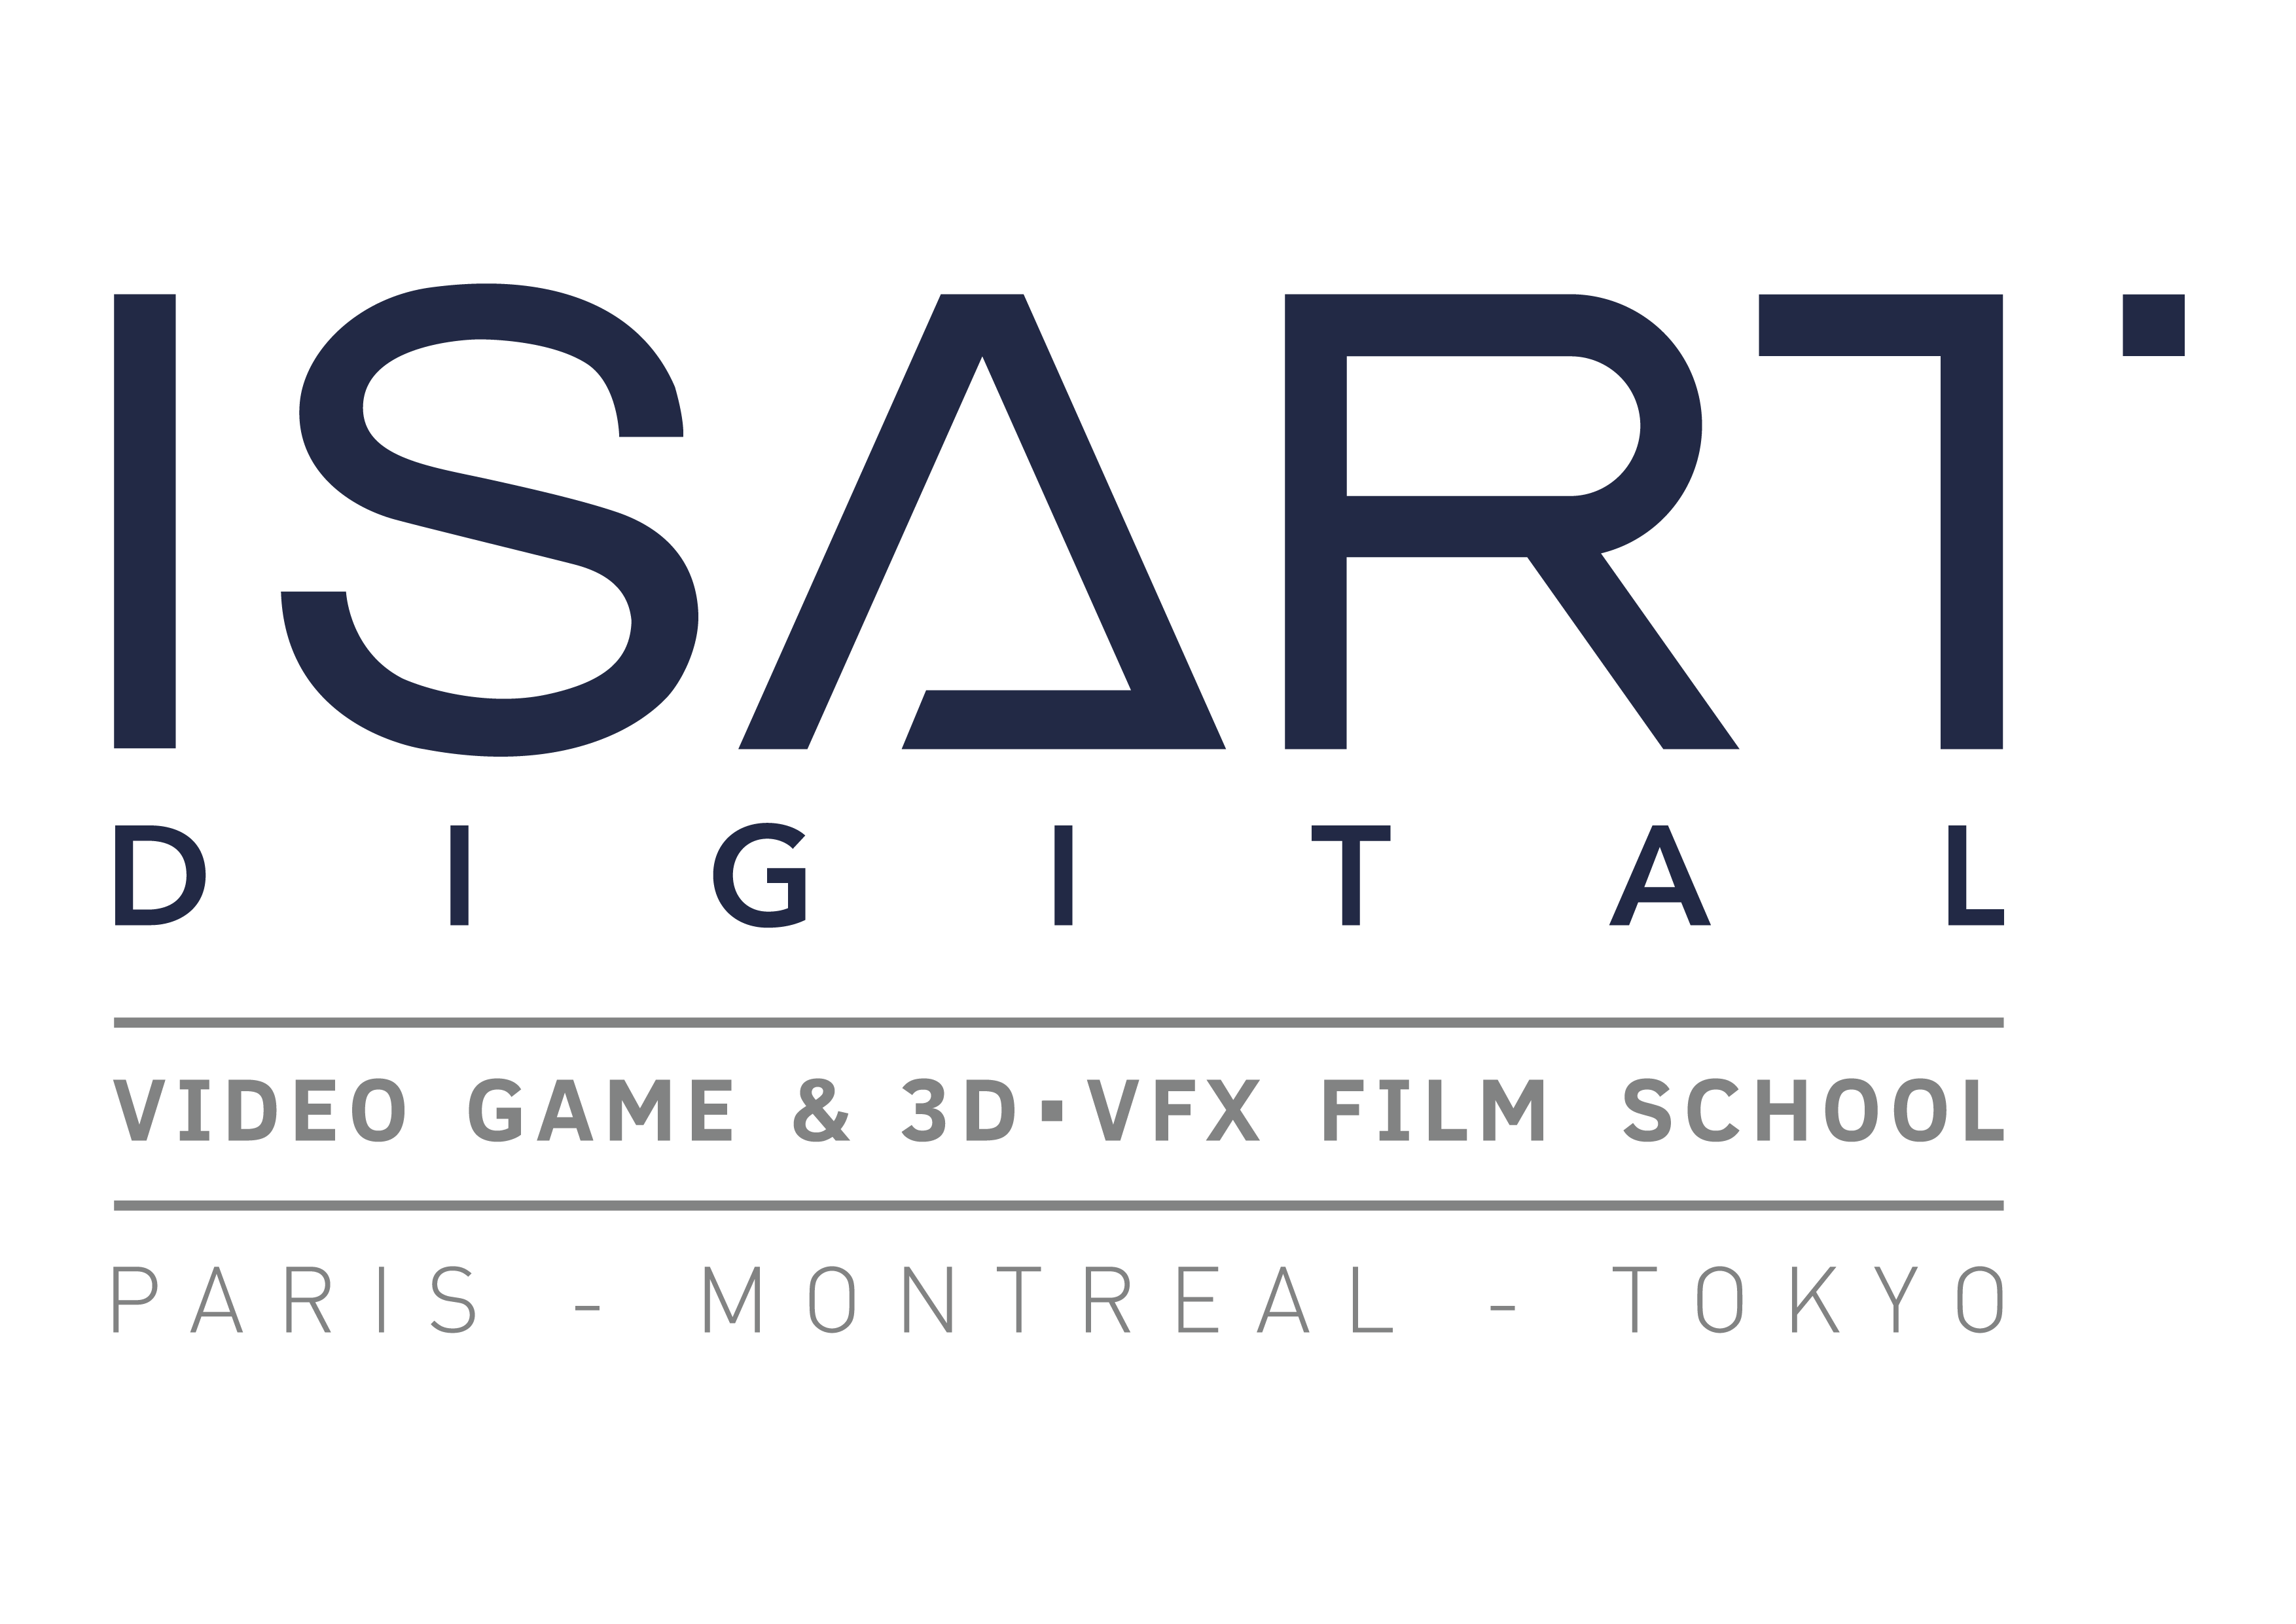 ISART
DIGITAL
VIDEO GAME & 3D▪VFX FILM SCHOOL
PARIS - MONTREAL - TOKYO